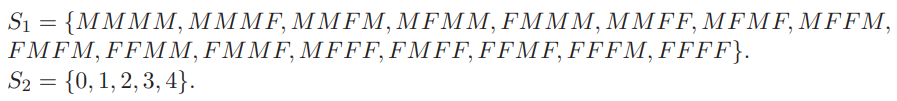 S₁ = {MMMM, MMMF, MMFM, MFMM, FMMM, MMFF, MFMF, MFFM,
FMFM, FFMM, FMMF, MFFF, FMFF, FFMF, FFFM, FFFF}.
S₂ = {0, 1, 2, 3, 4}.